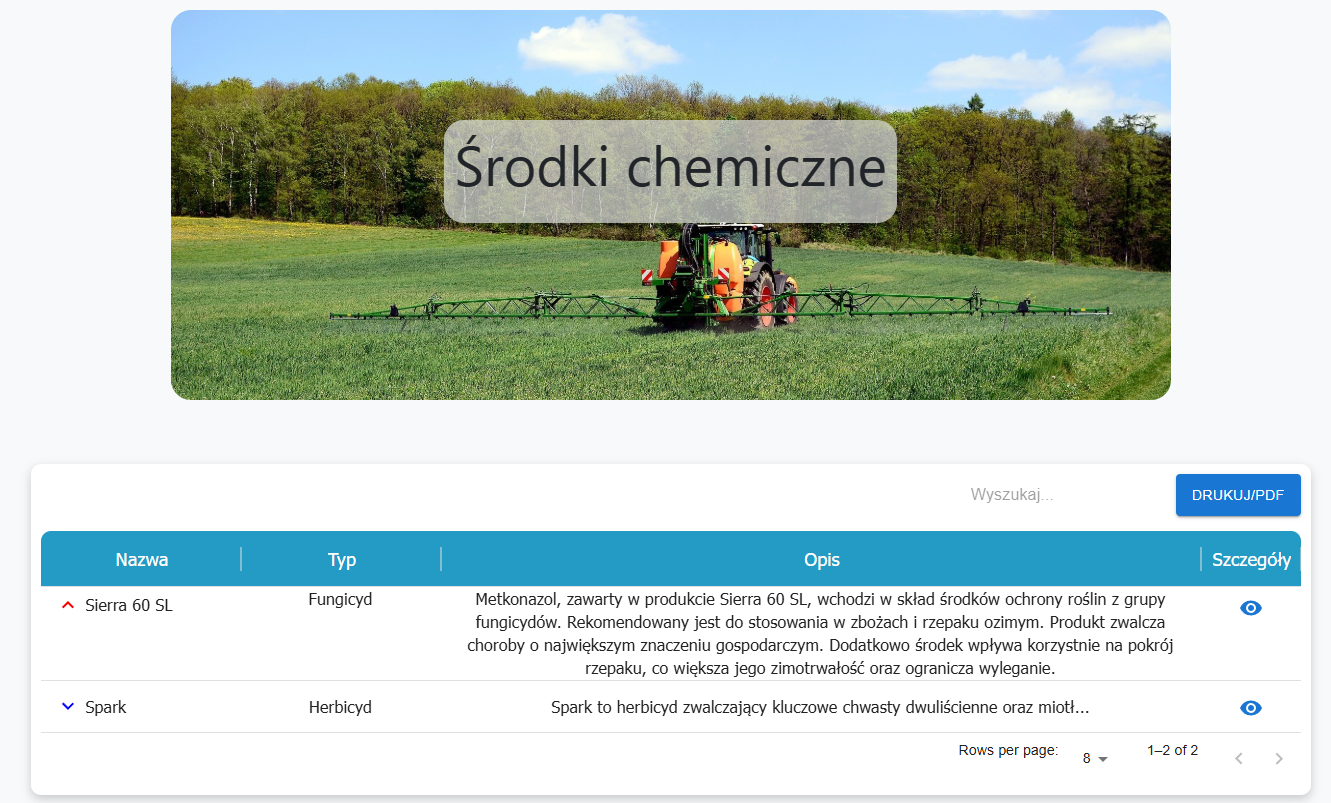 Środki chemiczne
Wyszukaj...
DRUKUJ/PDF
Nazwa Typ Opis Szczegóły
Sierra 60 SL
Fungicyd
Metkonazol, zawarty w produkcie Sierra 60 SL, wchodzi w skład środków ochrony roślin z grupy
fungicydów. Rekomendowany jest do stosowania w zbożach i rzepaku ozimym. Produkt zwalcza
choroby o największym znaczeniu gospodarczym. Dodatkowo środek wpływa korzystnie na pokrój
rzepaku, co większa jego zimotrwałość oraz ogranicza wyleganie.
Spark Herbicyd Spark to herbicyd zwalczający kluczowe chwasty dwuliścienne oraz miotł...
Rows per page: 8 1–2 of 2